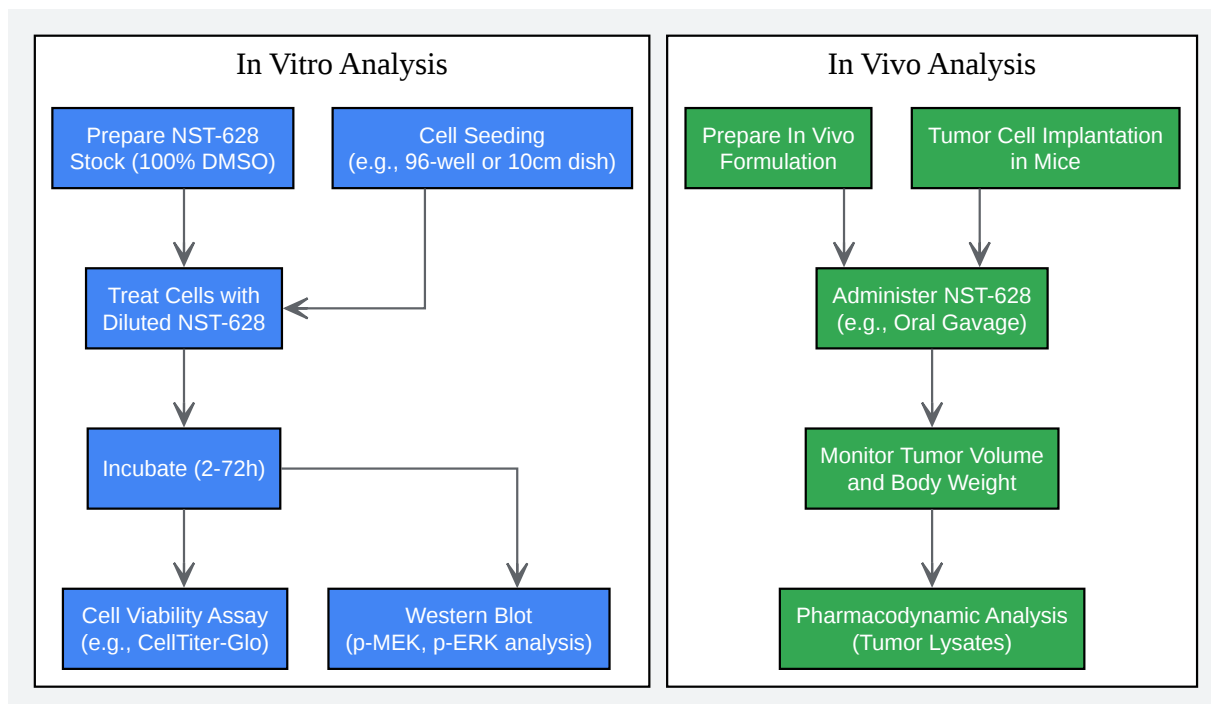 In Vitro Analysis
Prepare NST-628
Stock (100% DMSO)
Cell Seeding
(e.g., 96-well or 10cm dish)
Treat Cells with
Diluted NST-628
Incubate (2-72h)
Cell Viability Assay
(e.g., CellTiter-Glo)
Western Blot
(p-MEK, p-ERK analysis)
In Vivo Analysis
Prepare In Vivo
Formulation
Tumor Cell Implantation
in Mice
Administer NST-628
(e.g., Oral Gavage)
Monitor Tumor Volume
and Body Weight
Pharmacodynamic Analysis
(Tumor Lysates)